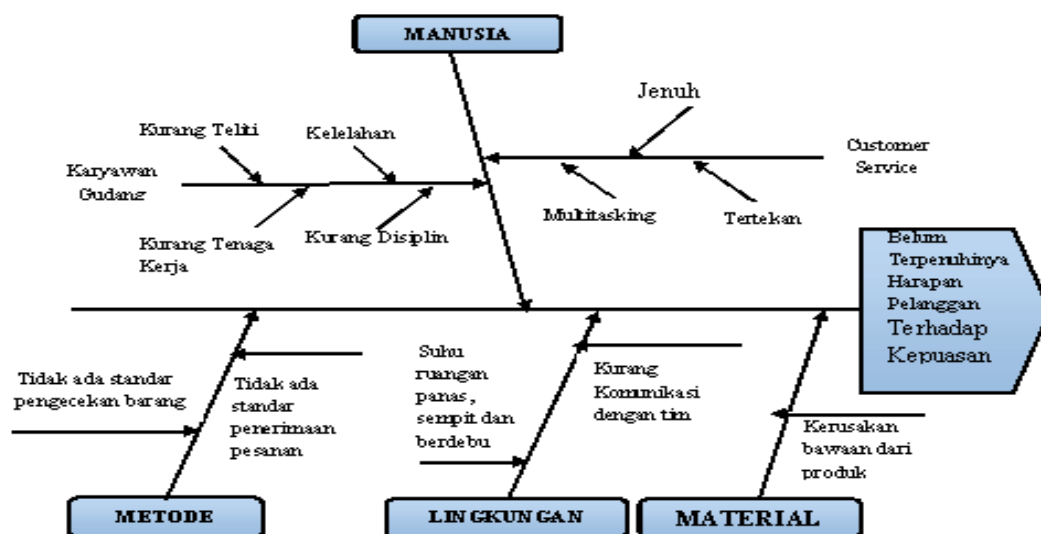 MANUSIA
Jenuh
Kurang Teliti
Kelelahan
Karyawan
Gudang
Customer
Service
Multitasking
Tertekan
Kurang Tenaga
Kerja
Kurang Disiplin
Belum
Terpenuhinya
Harapan
Pelanggan
Terhadap
Kepuasan
Tidak ada standar
pengecekan barang
Tidak ada
standar
penerimaan
pesanan
Suhu
ruangan
panas,
sempit dan
berdebu
Kurang
Komunikasi
dengan tim
Kerusakan
bawaan dari
produk
METODE
LINGKUNGAN
MATERIAL